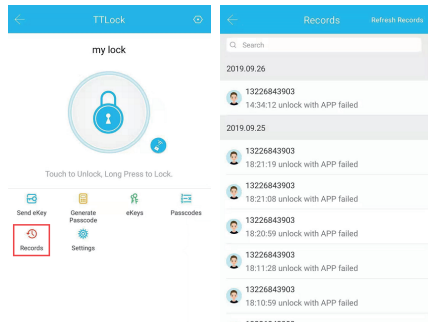 TTLock
my lock
Touch to Unlock, Long Press to Lock.
Send eKey
Generate
Passcode
eKeys
Passcodes
Records
Settings
Records
Refresh Records
Search
2019.09.26
13226843903
14:34:12 unlock with APP failed
2019.09.25
13226843903
18:21:19 unlock with APP failed
13226843903
18:21:08 unlock with APP failed
13226843903
18:20:59 unlock with APP failed
13226843903
18:11:28 unlock with APP failed
13226843903
18:10:59 unlock with APP failed